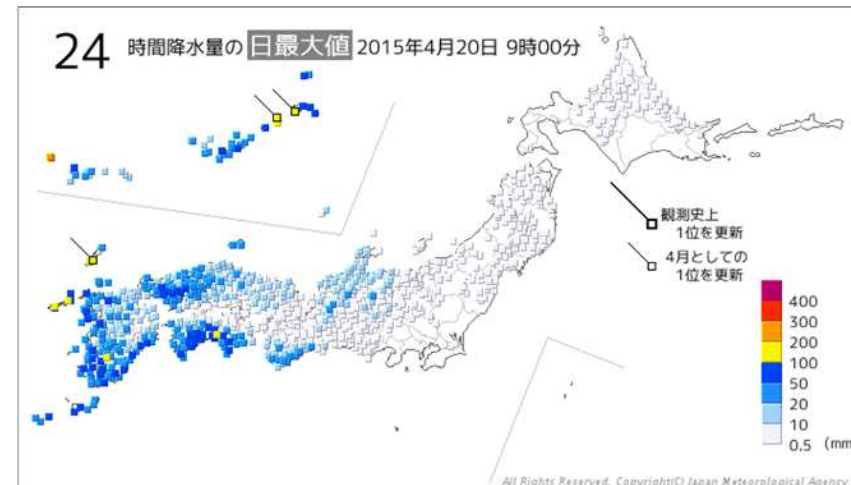 24 時間降水量の 日最大値 2015年4月20日 9時00分
観測史上
1位を更新
4月としての
1位を更新
400
300
200
100
50
20
10
0.5 (mm
All Rights Reserved. Copyright(C) Japan Meteorological Agency